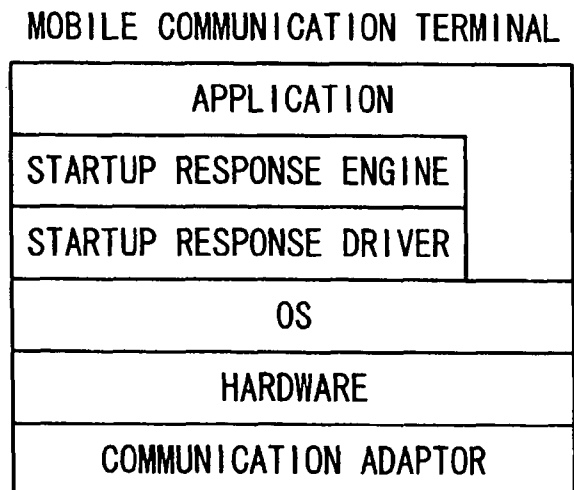 MOBILE COMMUNICATION TERMINAL
APPLICATION
STARTUP RESPONSE ENGINE
STARTUP RESPONSE DRIVER
OS
HARDWARE
COMMUNICATION ADAPTOR